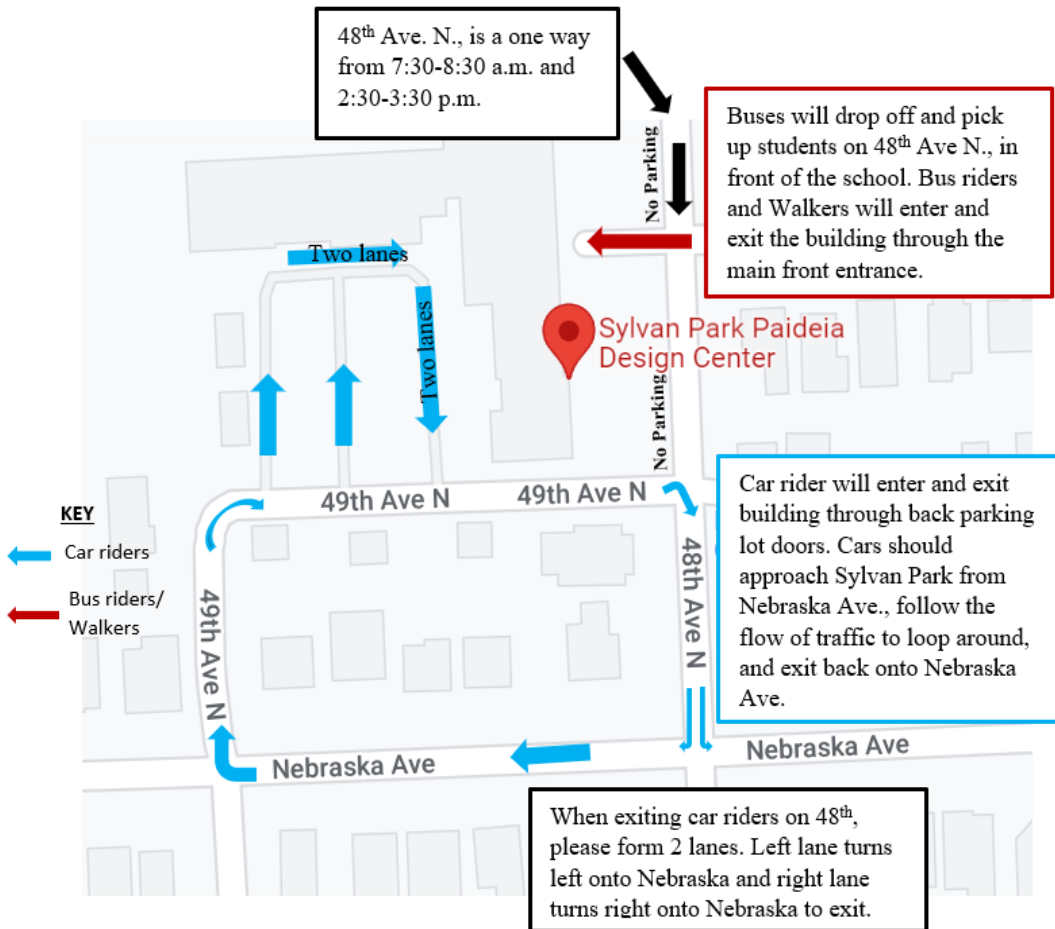 48th Ave. N., is a one way
from 7:30-8:30 a.m. and
2:30-3:30 p.m.
No Parking
Buses will drop off and pick
up students on 48th Ave N., in
front of the school. Bus riders
and Walkers will enter and
exit the building through the
main front entrance.
Two lanes
Two lanes
Sylvan Park Paideia
Design Center
No Parking
49th Ave N
49th Ave N
Car rider will enter and exit
building through back parking
lot doors. Cars should
approach Sylvan Park from
Nebraska Ave., follow the
flow of traffic to loop around,
and exit back onto Nebraska
Ave.
KEY
Car riders
Bus riders/
Walkers
49th Ave N
48th Ave N
Nebraska Ave
Nebraska Ave
When exiting car riders on 48th,
please form 2 lanes. Left lane turns
left onto Nebraska and right lane
turns right onto Nebraska to exit.